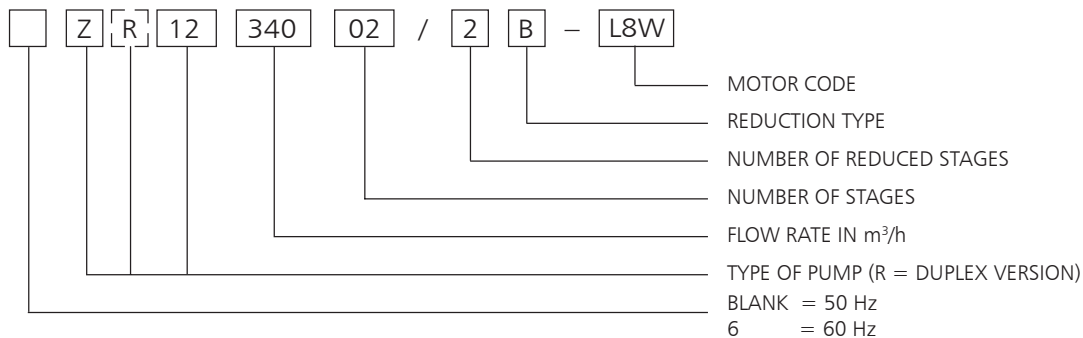 Z R 12 340 02 / 2 B – L8W
MOTOR CODE
REDUCTION TYPE
NUMBER OF REDUCED STAGES
NUMBER OF STAGES
FLOW RATE IN m³/h
TYPE OF PUMP (R = DUPLEX VERSION)
BLANK = 50 Hz
6 = 60 Hz